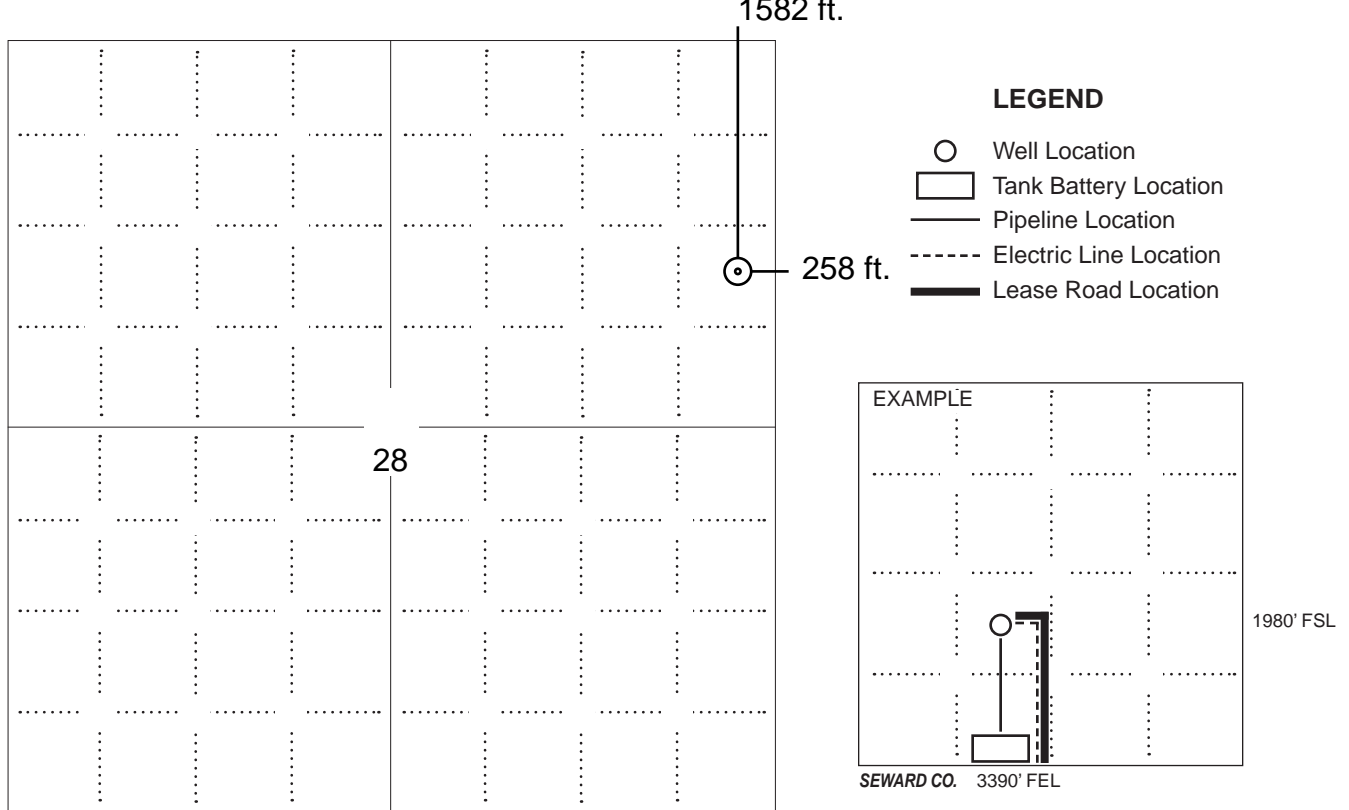 1582 ft.
LEGEND
Well Location
Tank Battery Location
Pipeline Location
258 ft.
Electric Line Location
Lease Road Location
EXAMPLE
28
1980' FSL
SEWARD CO. 3390' FEL